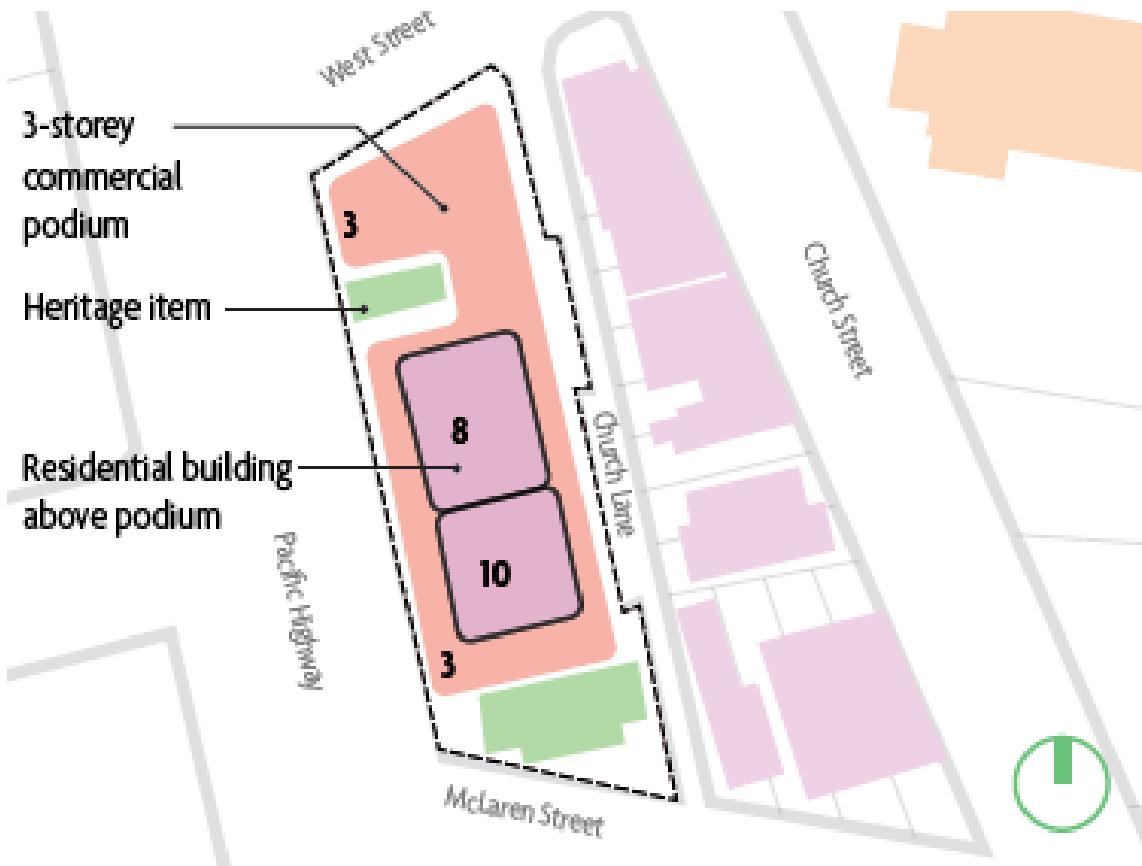 West Street
3-storey
commercial
podium
3
Heritage item
Church Street
8
Church Lane
Residential building
above podium
10
Pacific Highway
3
McLaren Street